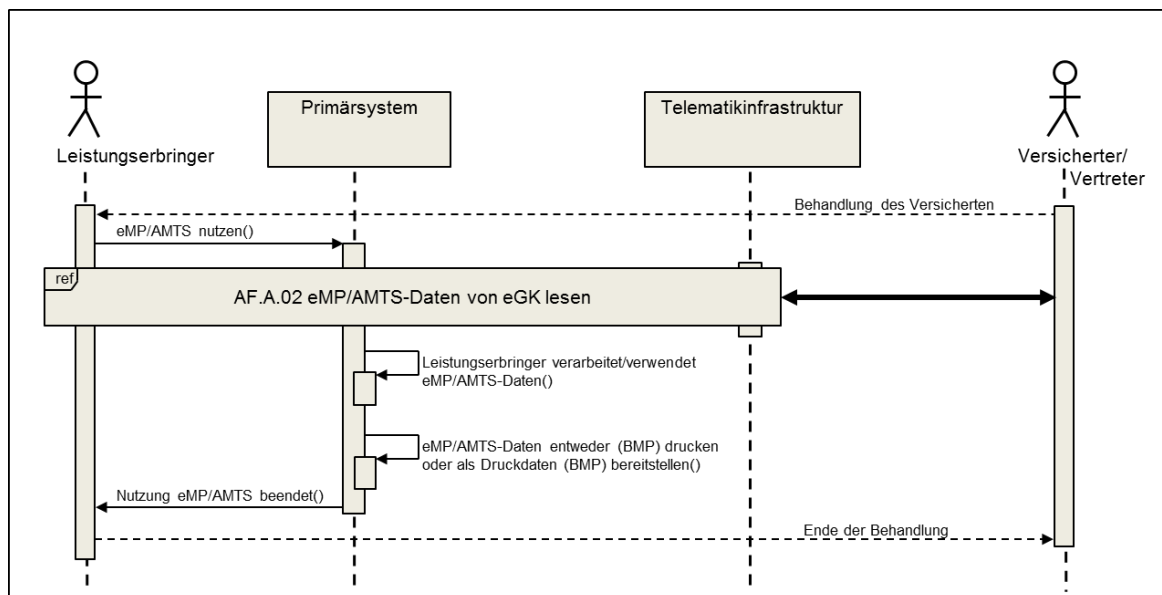 Leistungserbringer
Primärsystem
Telematikinfrastruktur
Versicherter/
Vertreter
Behandlung des Versicherten
eMP/AMTS nutzen()
ref
AF.A.02 eMP/AMTS-Daten von eGK lesen
Leistungserbringer verarbeitet/verwendet
eMP/AMTS-Daten()
eMP/AMTS-Daten entweder (BMP) drucken
oder als Druckdaten (BMP) bereitstellen()
Nutzung eMP/AMTS beendet()
Ende der Behandlung